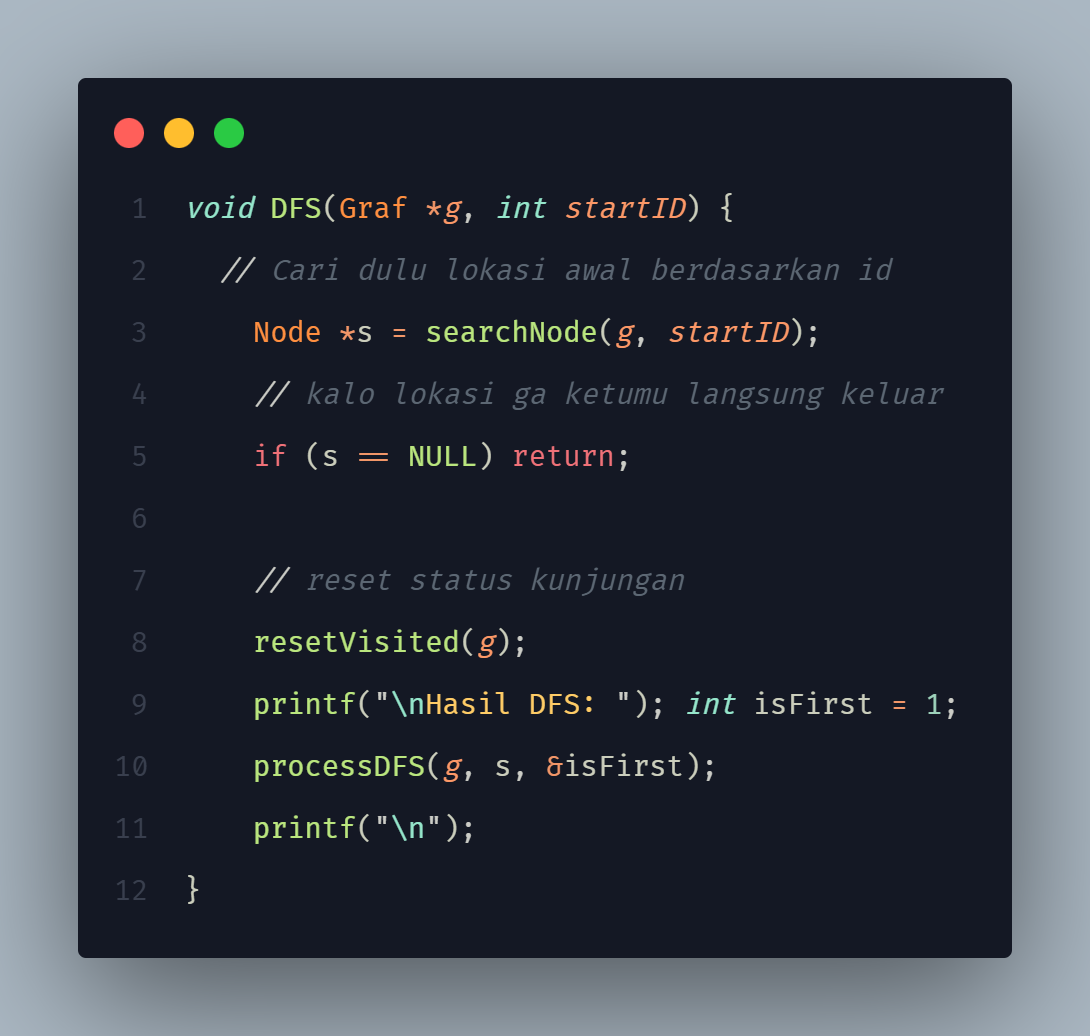 1 void DFS(Graf *g, int startID) {
2 // Cari dulu lokasi awal berdasarkan id
3 Node *s = searchNode(g, startID);
4 // kalo lokasi ga ketumu langsung keluar
5 if (s == NULL) return;
6
7 // reset status kunjungan
8 resetVisited(g);
9 printf("\nHasil DFS: "); int isFirst = 1;
10 processDFS(g, s, &isFirst);
11 printf("\n");
12 }